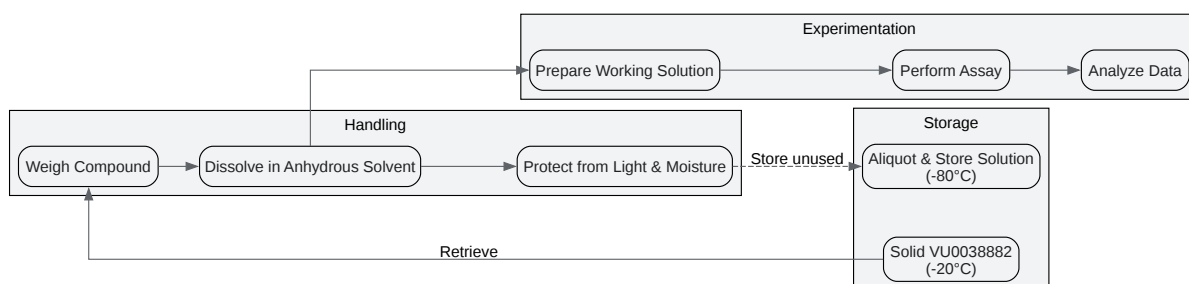 Experimentation
Prepare Working Solution
Perform Assay
Analyze Data
Handling
Storage
Weigh Compound
Dissolve in Anhydrous Solvent
Protect from Light & Moisture
Store unused
Aliquot & Store Solution
(-80°C)
Retrieve
Solid VU0038882
(-20°C)